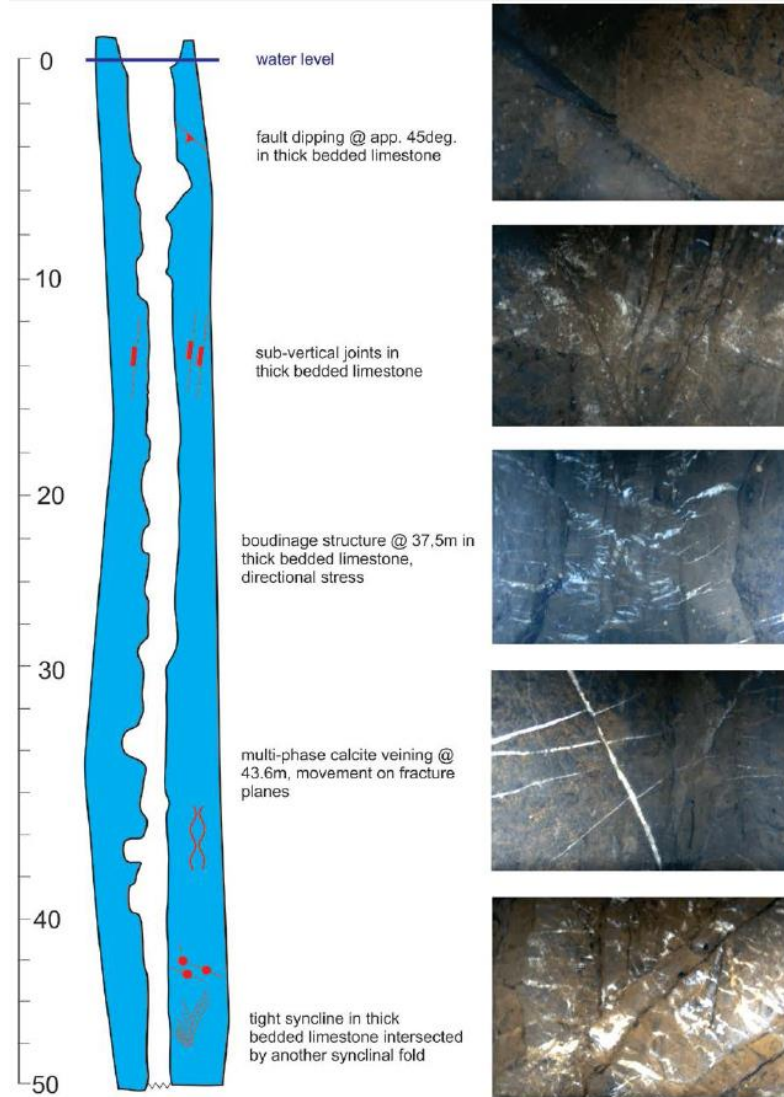 0
water level
fault dipping @ app. 45deg.
in thick bedded limestone
10
sub-vertical joints in
thick bedded limestone
20
boudinage structure @ 37,5m in
thick bedded limestone,
directional stress
30
multi-phase calcite veining @
43.6m, movement on fracture
planes
40
tight syncline in thick
bedded limestone intersected
by another synclinal fold
50